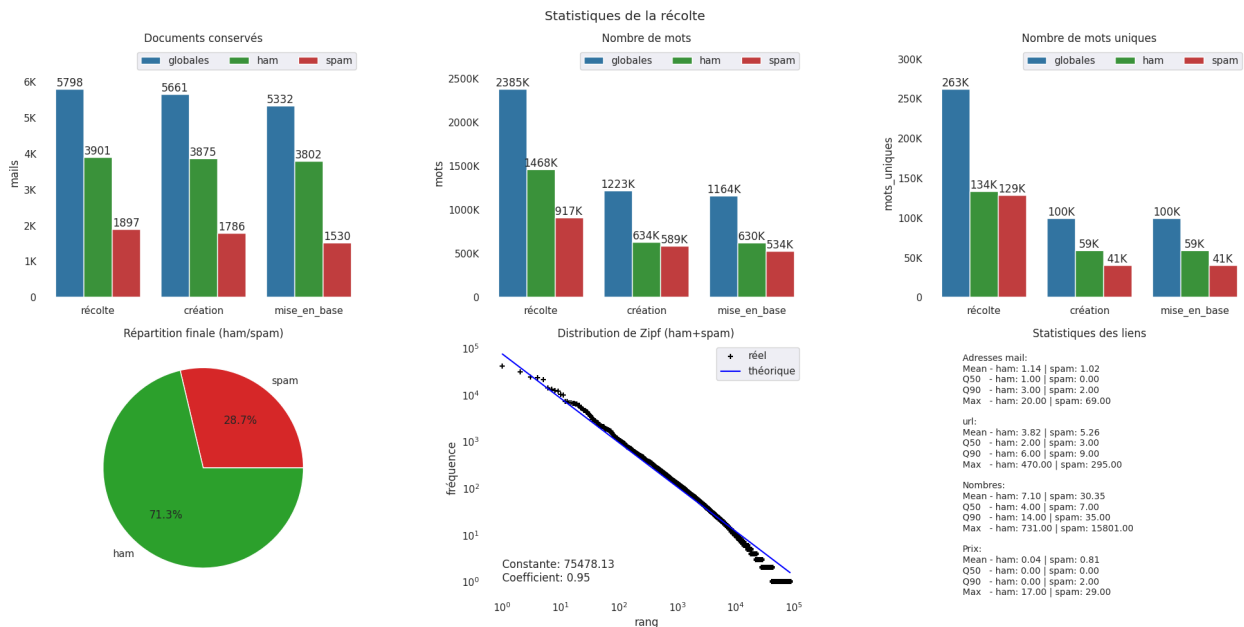 Statistiques de la récolte
Documents conservés
globales ham spam
6K
5K
4K
3K
2K
1K
0
mails
5798
3901
1897
5661
3875
1786
5332
3802
1530
récolte création mise_en_base
Nombre de mots
globales ham spam
2500K
2000K
1500K
1000K
500K
0
mots
2385K
1468K
917K
1223K
634K
589K
1164K
630K
534K
récolte création mise_en_base
Nombre de mots uniques
globales ham spam
300K
250K
200K
150K
100K
50K
0
mots_uniques
263K
134K
129K
100K
59K
41K
100K
59K
41K
récolte création mise_en_base
Répartition finale (ham/spam)
spam
28.7%
71.3%
ham
Distribution de Zipf (ham+spam)
réel
théorique
10⁵
10⁴
10³
10²
10¹
10⁰
fréquence
Constante: 75478.13
Coefficient: 0.95
10⁰ 10¹ 10² 10³ 10⁴ 10⁵
rang
Statistiques des liens
Adresses mail:
Mean - ham: 1.14 | spam: 1.02
Q50 - ham: 1.00 | spam: 0.00
Q90 - ham: 3.00 | spam: 2.00
Max - ham: 20.00 | spam: 69.00
url:
Mean - ham: 3.82 | spam: 5.26
Q50 - ham: 2.00 | spam: 3.00
Q90 - ham: 6.00 | spam: 9.00
Max - ham: 470.00 | spam: 295.00
Nombres:
Mean - ham: 7.10 | spam: 30.35
Q50 - ham: 4.00 | spam: 7.00
Q90 - ham: 14.00 | spam: 35.00
Max - ham: 731.00 | spam: 15801.00
Prix:
Mean - ham: 0.04 | spam: 0.81
Q50 - ham: 0.00 | spam: 0.00
Q90 - ham: 0.00 | spam: 2.00
Max - ham: 17.00 | spam: 29.00